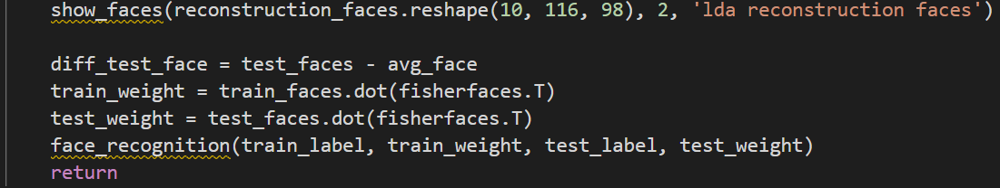 show_faces(reconstruction_faces.reshape(10, 116, 98), 2, 'lda reconstruction faces')
diff_test_face = test_faces - avg_face
train_weight = train_faces.dot(fisherfaces.T)
test_weight = test_faces.dot(fisherfaces.T)
face_recognition(train_label, train_weight, test_label, test_weight)
return